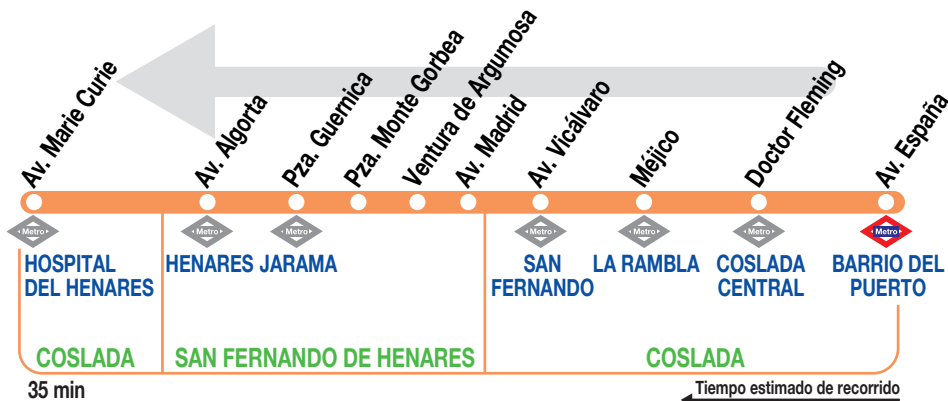 Av. Marie Curie
Av. Algorta
Pza. Guernica
Pza. Monte Gorbea
Ventura de Argumosa
Av. Madrid
Av. Vicálvaro
Méjico
Doctor Fleming
Av. España
Metro
Metro
Metro
Metro
Metro
Metro
Metro
HOSPITAL
DEL HENARES
HENARES
JARAMA
SAN
FERNANDO
LA RAMBLA
COSLADA
CENTRAL
BARRIO DEL
PUERTO
COSLADA
SAN FERNANDO DE HENARES
COSLADA
35 min
Tiempo estimado de recorrido